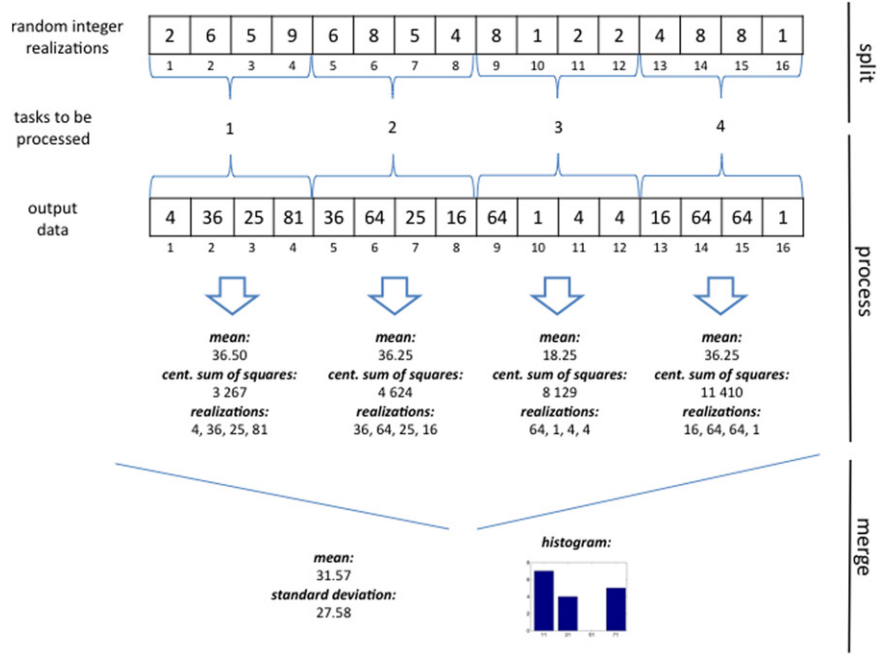 random integer
realizations
2 6 5 9 6 8 5 4 8 1 2 2 4 8 8 1
1 2 3 4 5 6 7 8 9 10 11 12 13 14 15 16
split
tasks to be
processed
1 2 3 4
output
data
4 36 25 81 36 64 25 16 64 1 4 4 16 64 64 1
1 2 3 4 5 6 7 8 9 10 11 12 13 14 15 16
process
mean:
36.50
cent. sum of squares:
3 267
realizations:
4, 36, 25, 81
mean:
36.25
cent. sum of squares:
4 624
realizations:
36, 64, 25, 16
mean:
18.25
cent. sum of squares:
8 129
realizations:
64, 1, 4, 4
mean:
36.25
cent. sum of squares:
11 410
realizations:
16, 64, 64, 1
merge
mean:
31.57
standard deviation:
27.58
histogram:
8
6
4
2
0